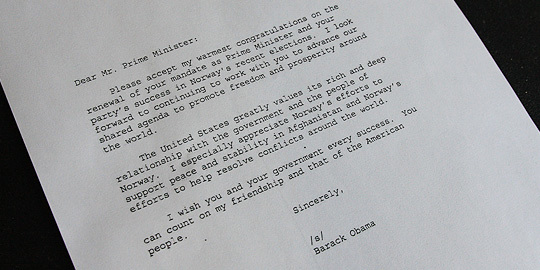 Dear Mr. Prime Minister:
Please accept my warmest congratulations on the
renewal of your mandate as Prime Minister and your
party's success in Norway's recent elections. I look
forward to continuing to work with you to advance our
shared agenda to promote freedom and prosperity around
the world.
The United States greatly values its rich and deep
relationship with the government and the people of
Norway. I especially appreciate Norway's efforts to
support peace and stability in Afghanistan and Norway's
efforts to help resolve conflicts around the world.
I wish you and your government every success. You
can count on my friendship and that of the American
people.
Sincerely,
/s/
Barack Obama